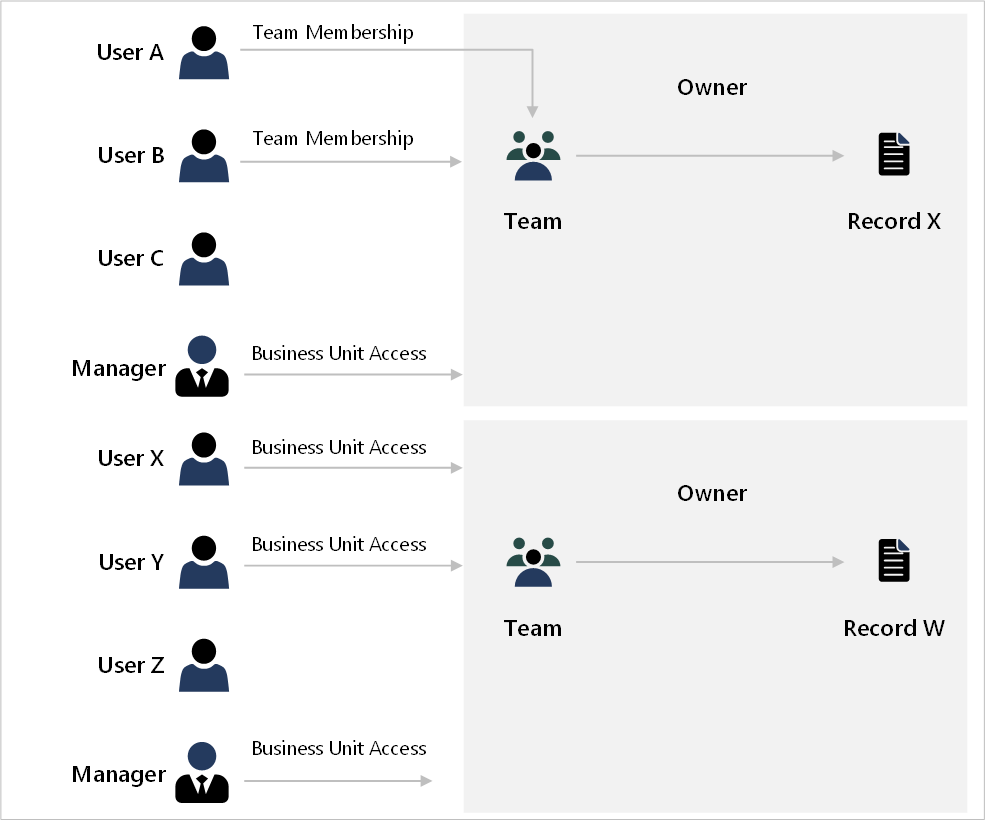 User A
Team Membership
Owner
User B
Team Membership
Team
Record X
User C
Manager
Business Unit Access
User X
Business Unit Access
Owner
User Y
Business Unit Access
Team
Record W
User Z
Manager
Business Unit Access